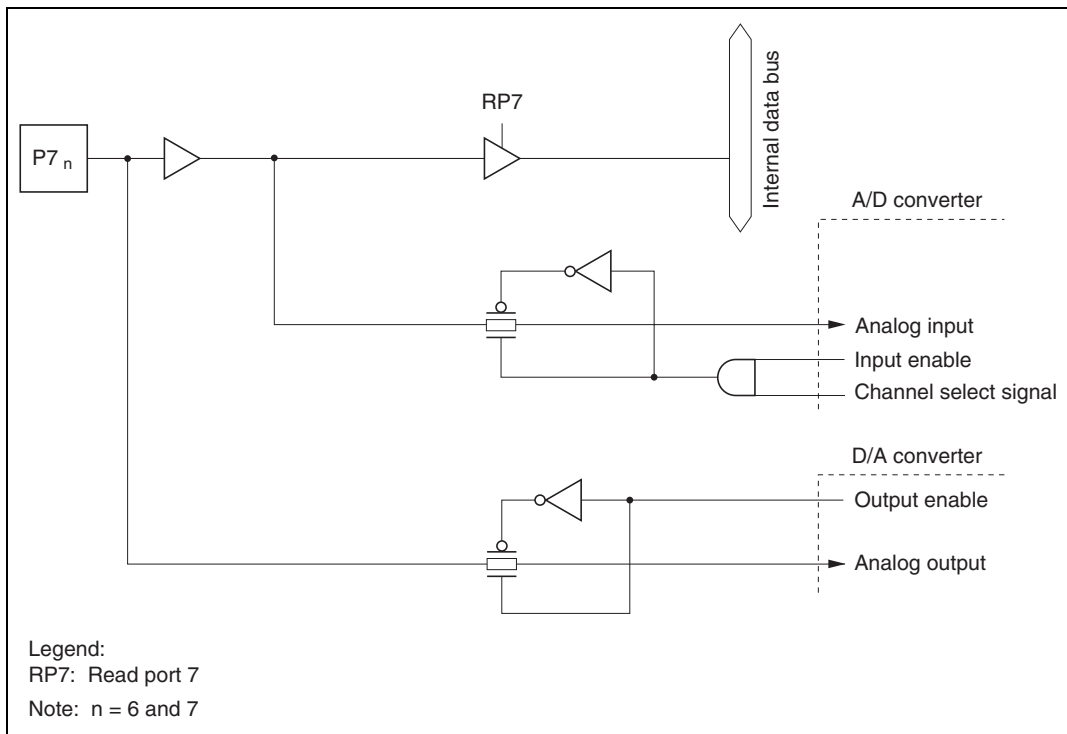 RP7
P7 n
Internal data bus
A/D converter
Analog input
Input enable
Channel select signal
D/A converter
Output enable
Analog output
Legend:
RP7: Read port 7
Note: n = 6 and 7